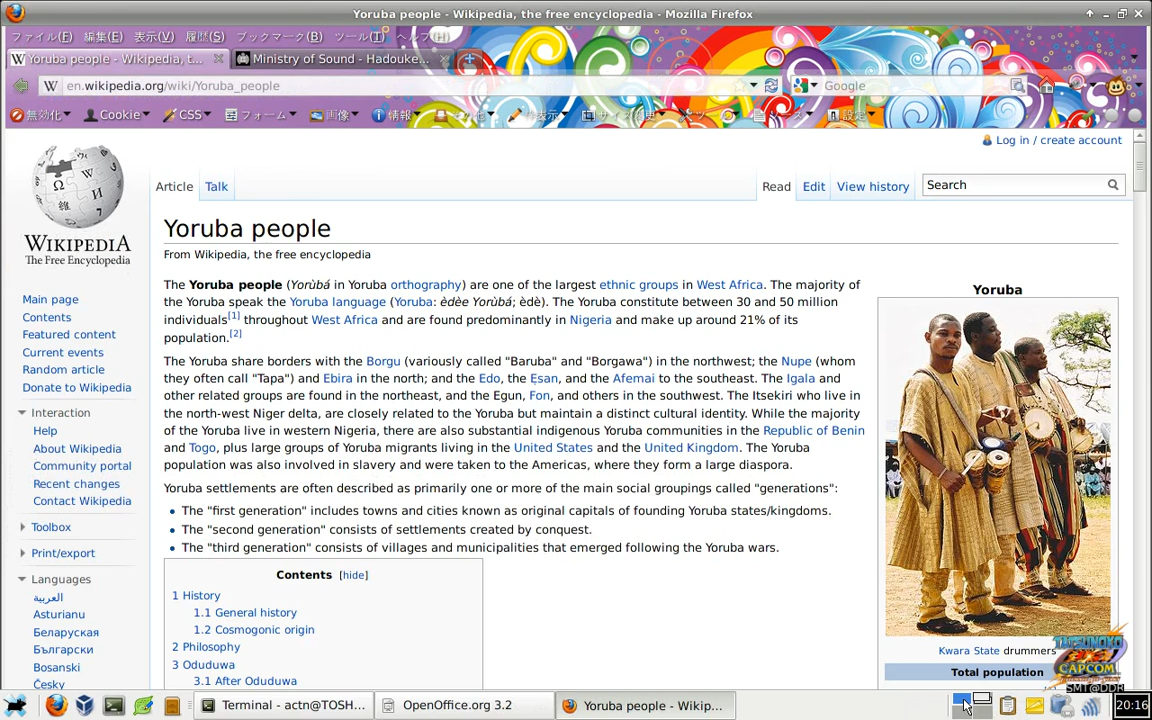 Yoruba people - Wikipedia, the free encyclopedia - Mozilla Firefox
ファイル(F) 編集(E) 表示(V) 履歴(S) ブックマーク(B) ツール(T) ヘルプ(H)
Yoruba people - Wikipedia, t... Ministry of Sound - Hadouke...
en.wikipedia.org/wiki/Yoruba_people Google
無効化 Cookie CSS フォーム 画像 情報
Log in / create account
Article Talk Read Edit View history Search
WIKIPEDIA
The Free Encyclopedia
Main page
Contents
Featured content
Current events
Random article
Donate to Wikipedia
Interaction
Help
About Wikipedia
Community portal
Recent changes
Contact Wikipedia
Toolbox
Print/export
Languages
العربية
Asturianu
Беларуская
Български
Bosanski
Česky
Yoruba people
From Wikipedia, the free encyclopedia
The Yoruba people (Yorùbá in Yoruba orthography) are one of the largest ethnic groups in West Africa. The majority of
the Yoruba speak the Yoruba language (Yoruba: èdèe Yorùbá; èdè). The Yoruba constitute between 30 and 50 million
individuals[1] throughout West Africa and are found predominantly in Nigeria and make up around 21% of its
population.[2]
The Yoruba share borders with the Borgu (variously called "Baruba" and "Borgawa") in the northwest; the Nupe (whom
they often call "Tapa") and Ebira in the north; and the Edo, the Ẹsan, and the Afemai to the southeast. The Igala and
other related groups are found in the northeast, and the Egun, Fon, and others in the southwest. The Itsekiri who live in
the north-west Niger delta, are closely related to the Yoruba but maintain a distinct cultural identity. While the majority
of the Yoruba live in western Nigeria, there are also substantial indigenous Yoruba communities in the Republic of Benin
and Togo, plus large groups of Yoruba migrants living in the United States and the United Kingdom. The Yoruba
population was also involved in slavery and were taken to the Americas, where they form a large diaspora.
Yoruba settlements are often described as primarily one or more of the main social groupings called "generations":
The "first generation" includes towns and cities known as original capitals of founding Yoruba states/kingdoms.
The "second generation" consists of settlements created by conquest.
The "third generation" consists of villages and municipalities that emerged following the Yoruba wars.
Contents [hide]
1 History
1.1 General history
1.2 Cosmogonic origin
2 Philosophy
3 Oduduwa
3.1 After Oduduwa
Yoruba
Kwara State drummers
Total population
TATSUNOKO
CAPCOM
SMT@DDR
Terminal - actn@TOSH... OpenOffice.org 3.2 Yoruba people - Wikip... 20:16